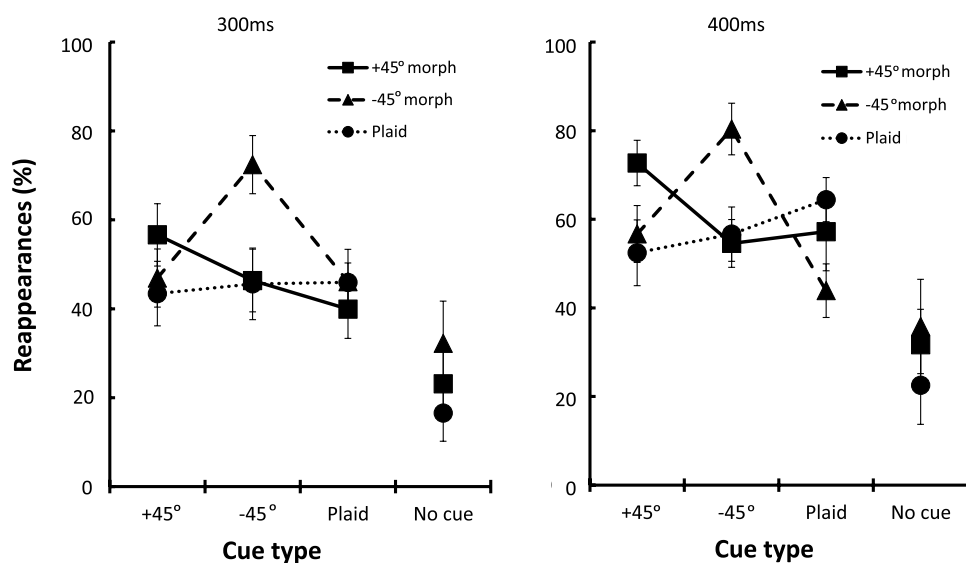 300ms
100
80
60
40
20
0
Reappearances (%)
+45° morph
-45° morph
Plaid
+45° -45° Plaid No cue
Cue type
400ms
100
80
60
40
20
0
+45° morph
-45° morph
Plaid
+45° -45° Plaid No cue
Cue type